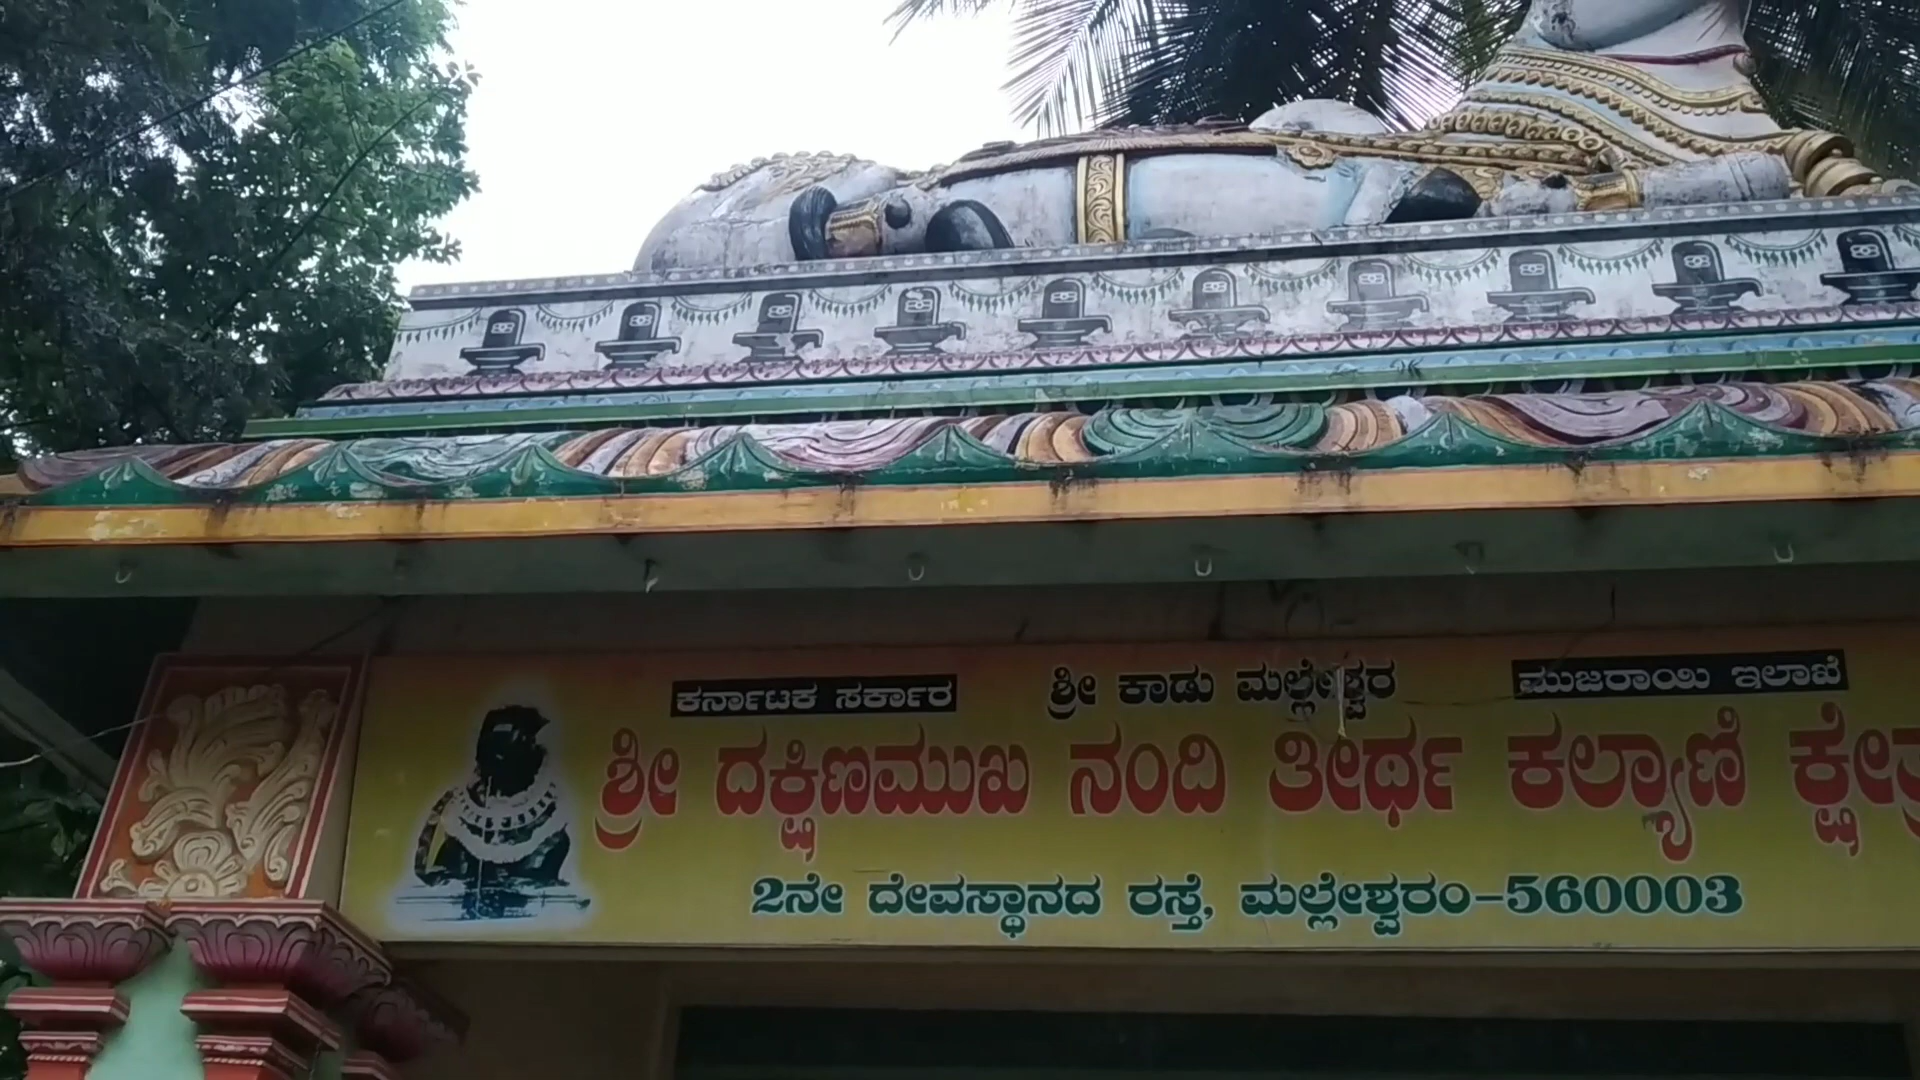 ಕರ್ನಾಟಕ ಸರ್ಕಾರ ಶ್ರೀ ಕಾಡು ಮಲ್ಲೇಶ್ವರ ಮುಜರಾಯಿ ಇಲಾಖೆ
ಶ್ರೀ ದಕ್ಷಿಣಮುಖ ನಂದಿ ತೀರ್ಥ ಕಲ್ಯಾಣಿ ಕ್ಷೇತ್ರ
2ನೇ ದೇವಸ್ಥಾನದ ರಸ್ತೆ, ಮಲ್ಲೇಶ್ವರಂ-560003